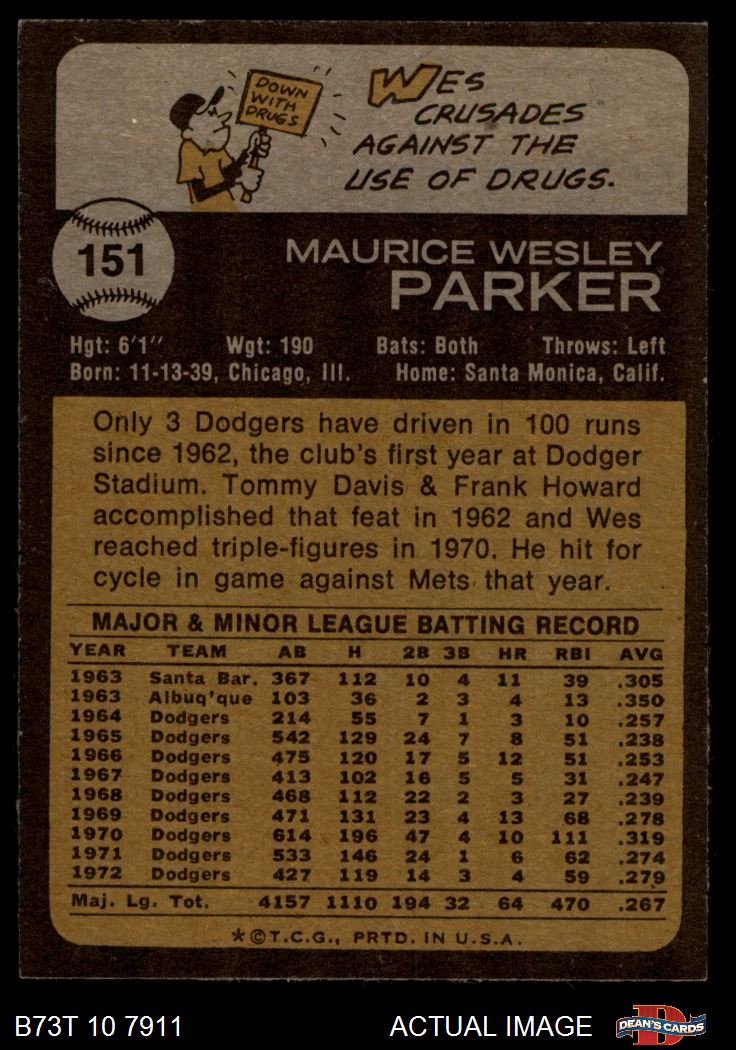 DOWN
WITH
DRUGS
WES
CRUSADES
AGAINST THE
USE OF DRUGS.
151
MAURICE WESLEY
PARKER
Hgt: 6'1" Wgt: 190 Bats: Both Throws: Left
Born: 11-13-39, Chicago, Ill. Home: Santa Monica, Calif.
Only 3 Dodgers have driven in 100 runs
since 1962, the club's first year at Dodger
Stadium. Tommy Davis & Frank Howard
accomplished that feat in 1962 and Wes
reached triple-figures in 1970. He hit for
cycle in game against Mets that year.
MAJOR & MINOR LEAGUE BATTING RECORD
YEAR TEAM AB H 2B 3B HR RBI AVG
1963 Santa Bar. 367 112 10 4 11 39 .305
1963 Albuq'que 103 36 2 3 4 13 .350
1964 Dodgers 214 55 7 1 3 10 .257
1965 Dodgers 542 129 24 7 8 51 .238
1966 Dodgers 475 120 17 5 12 51 .253
1967 Dodgers 413 102 16 5 5 31 .247
1968 Dodgers 468 112 22 2 3 27 .239
1969 Dodgers 471 131 23 4 13 68 .278
1970 Dodgers 614 196 47 4 10 111 .319
1971 Dodgers 533 146 24 1 6 62 .274
1972 Dodgers 427 119 14 3 4 59 .279
Maj. Lg. Tot. 4157 1110 194 32 64 470 .267
*©T.C.G., PRTD. IN U.S.A.
B73T 10 7911 ACTUAL IMAGE
D
DEAN'S CARDS